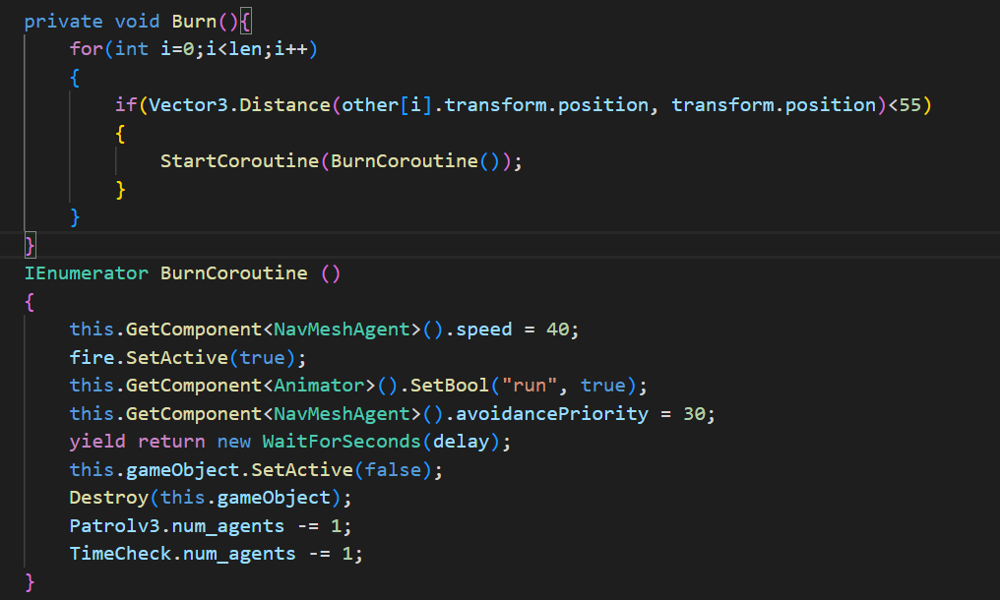 private void Burn(){
for(int i=0;i<len;i++)
{
if(Vector3.Distance(other[i].transform.position, transform.position)<55)
{
StartCoroutine(BurnCoroutine());
}
}
}
IEnumerator BurnCoroutine ()
{
this.GetComponent<NavMeshAgent>().speed = 40;
fire.SetActive(true);
this.GetComponent<Animator>().SetBool("run", true);
this.GetComponent<NavMeshAgent>().avoidancePriority = 30;
yield return new WaitForSeconds(delay);
this.gameObject.SetActive(false);
Destroy(this.gameObject);
Patrolv3.num_agents -= 1;
TimeCheck.num_agents -= 1;
}